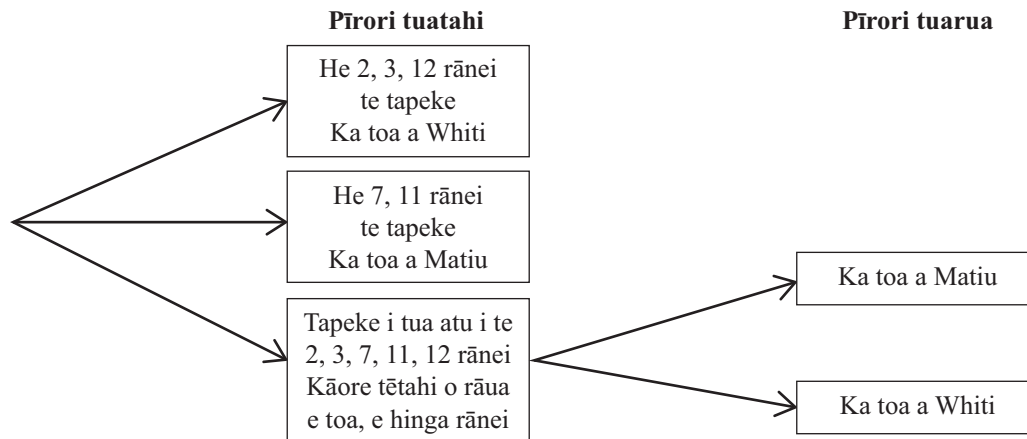 Pīrori tuatahi
Pīrori tuarua
He 2, 3, 12 rānei
te tapeke
Ka toa a Whiti
He 7, 11 rānei
te tapeke
Ka toa a Matiu
Tapeke i tua atu i te
2, 3, 7, 11, 12 rānei
Kāore tētahi o rāua
e toa, e hinga rānei
Ka toa a Matiu
Ka toa a Whiti